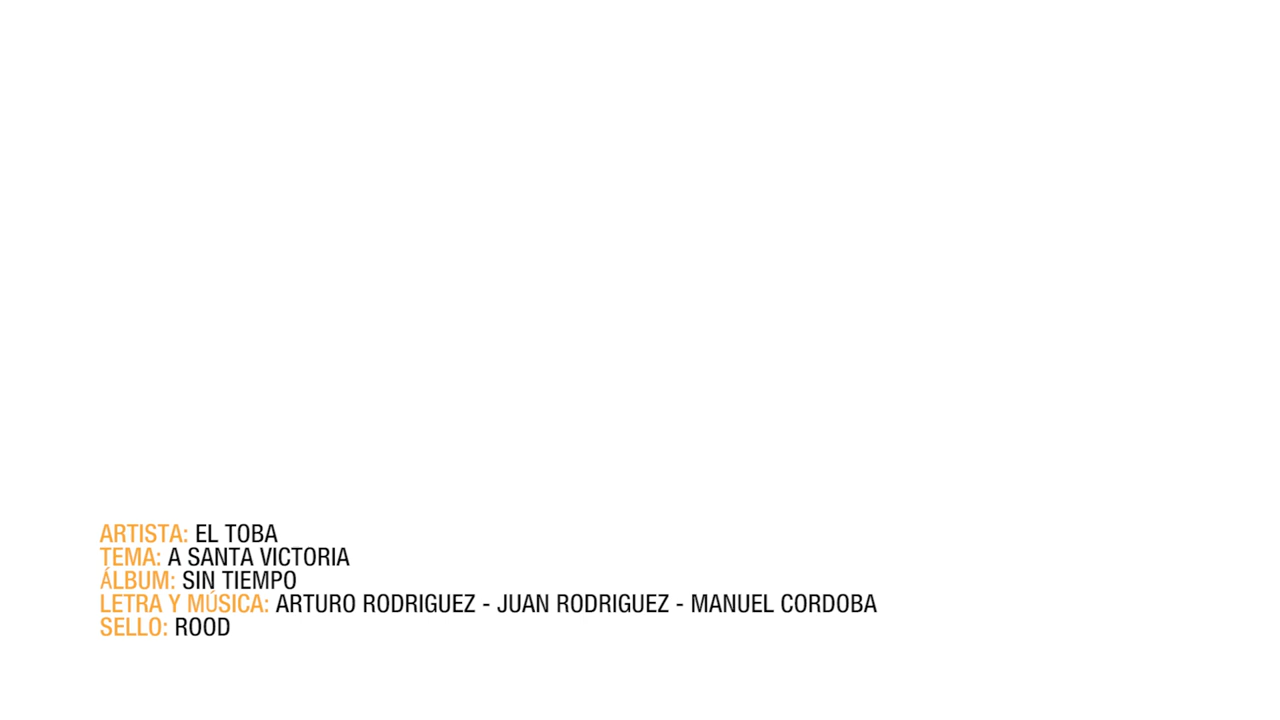 ARTISTA: EL TOBA
TEMA: A SANTA VICTORIA
ÁLBUM: SIN TIEMPO
LETRA Y MÚSICA: ARTURO RODRIGUEZ - JUAN RODRIGUEZ - MANUEL CORDOBA
SELLO: ROOD